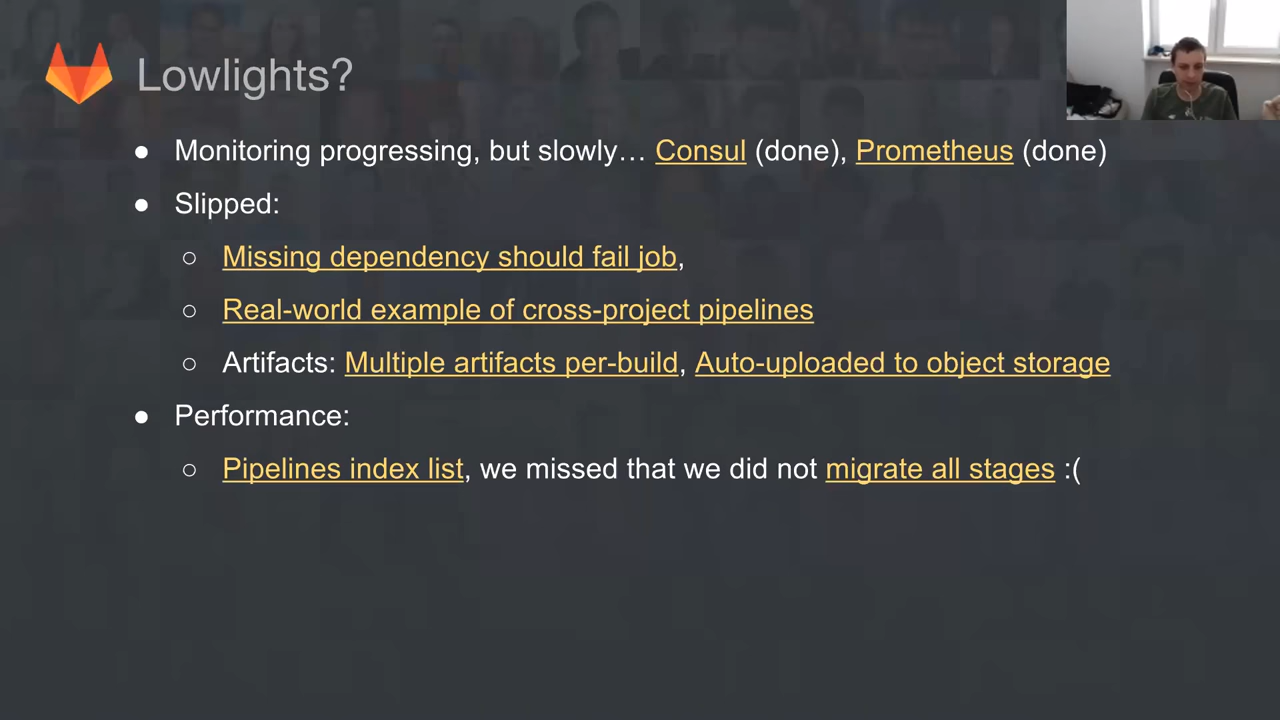 Lowlights?
● Monitoring progressing, but slowly… Consul (done), Prometheus (done)
● Slipped:
○ Missing dependency should fail job,
○ Real-world example of cross-project pipelines
○ Artifacts: Multiple artifacts per-build, Auto-uploaded to object storage
● Performance:
○ Pipelines index list, we missed that we did not migrate all stages :(